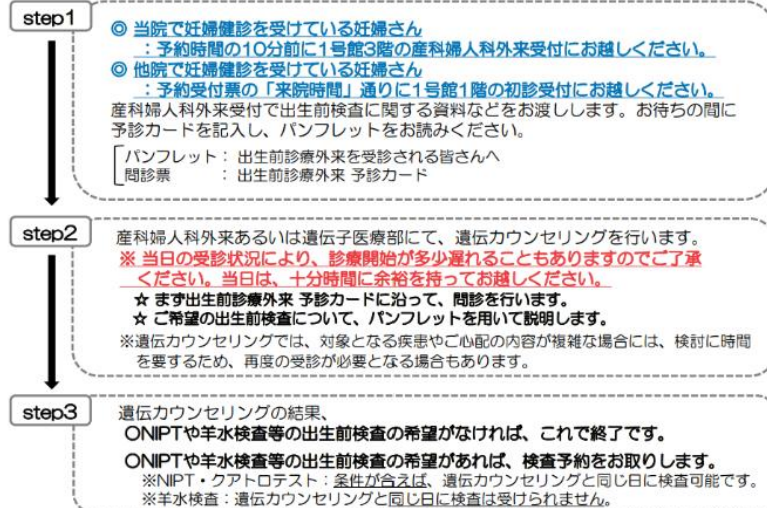 step1
◎ 当院で妊婦健診を受けている妊婦さん
：予約時間の10分前に1号館3階の産科婦人科外来受付にお越しください。
◎ 他院で妊婦健診を受けている妊婦さん
：予約受付票の「来院時間」通りに1号館1階の初診受付にお越しください。
産科婦人科外来受付で出生前検査に関する資料などをお渡しします。お待ちの間に
予診カードを記入し、パンフレットをお読みください。
パンフレット： 出生前診療外来を受診される皆さんへ
問診票 ： 出生前診療外来 予診カード
step2
産科婦人科外来あるいは遺伝子医療部にて、遺伝カウンセリングを行います。
※ 当日の受診状況により、診療開始が多少遅れることもありますのでご了承
ください。当日は、十分時間に余裕を持ってお越しください。
☆ まず出生前診療外来 予診カードに沿って、問診を行います。
☆ ご希望の出生前検査について、パンフレットを用いて説明します。
※遺伝カウンセリングでは、対象となる疾患やご心配の内容が複雑な場合には、検討に時間
を要するため、再度の受診が必要となる場合もあります。
step3
遺伝カウンセリングの結果、
○NIPTや羊水検査等の出生前検査の希望がなければ、これで終了です。
○NIPTや羊水検査等の出生前検査の希望があれば、検査予約をお取りします。
※NIPT・クアトロテスト：条件が合えば、遺伝カウンセリングと同じ日に検査可能です。
※羊水検査：遺伝カウンセリングと同じ日に検査は受けられません。